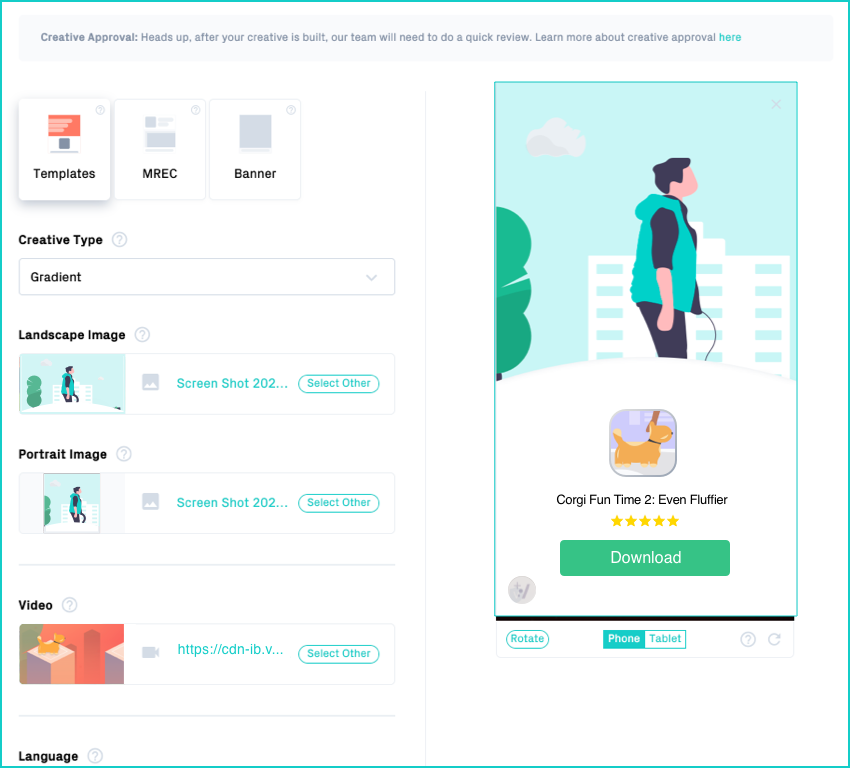 Creative Approval: Heads up, after your creative is built, our team will need to do a quick review. Learn more about creative approval here
Templates
MREC
Banner
Creative Type
Gradient
Landscape Image
Screen Shot 202...
Select Other
Portrait Image
Screen Shot 202...
Select Other
Video
https://cdn-ib.v...
Select Other
Language
Corgi Fun Time 2: Even Fluffier
Download
Rotate
Phone
Tablet